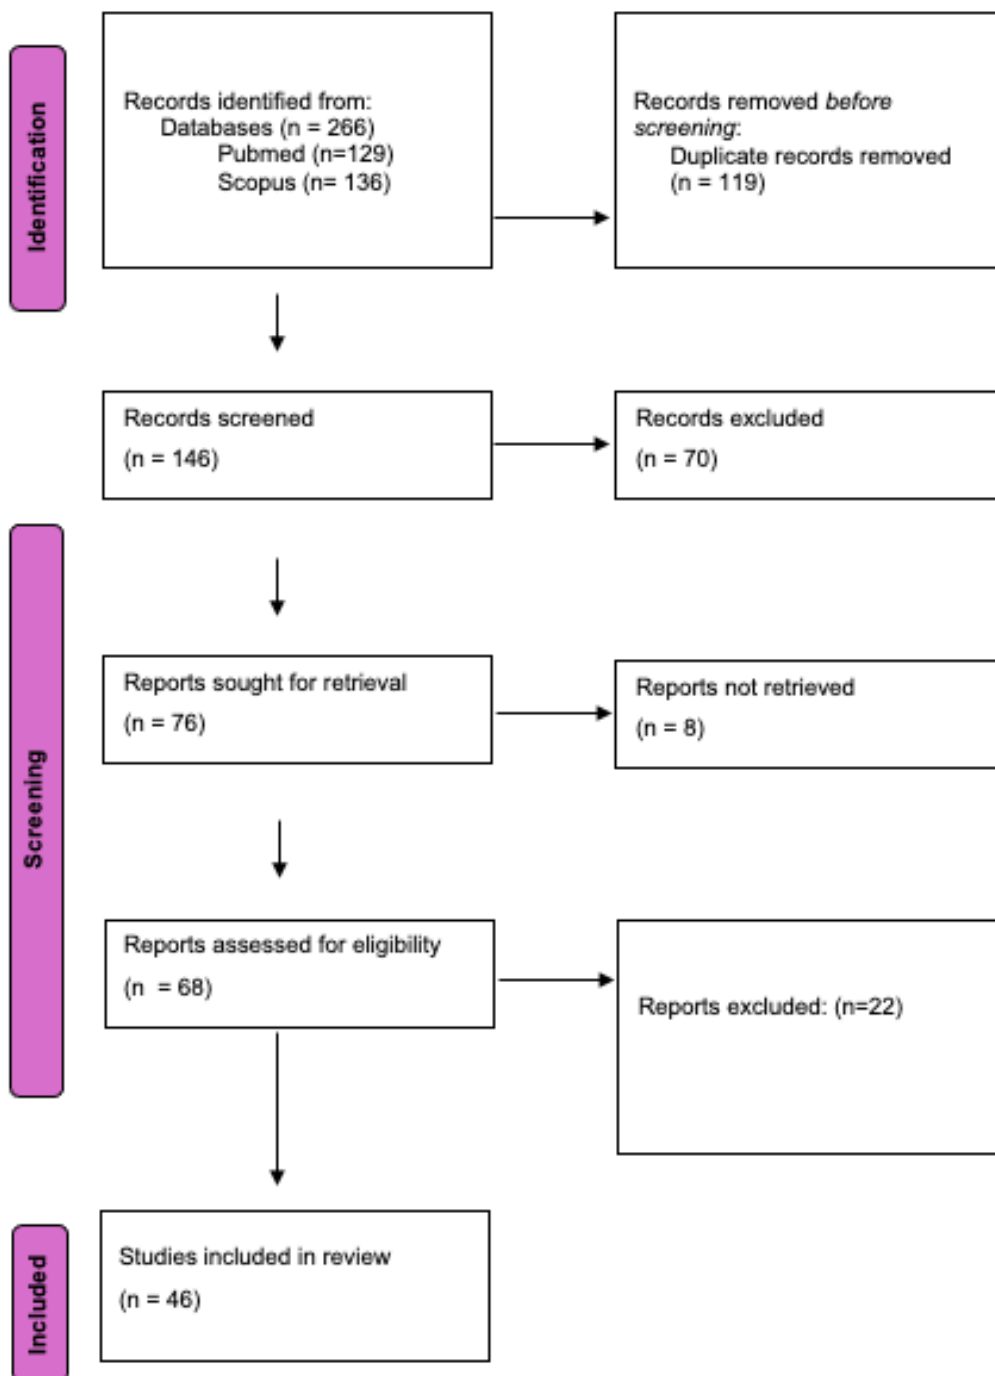 Identification
Records identified from:
Databases (n = 266)
Pubmed (n=129)
Scopus (n= 136)
Records removed before
screening:
Duplicate records removed
(n = 119)
Records screened
(n = 146)
Records excluded
(n = 70)
Screening
Reports sought for retrieval
(n = 76)
Reports not retrieved
(n = 8)
Reports assessed for eligibility
(n  = 68)
Reports excluded: (n=22)
Included
Studies included in review
(n = 46)